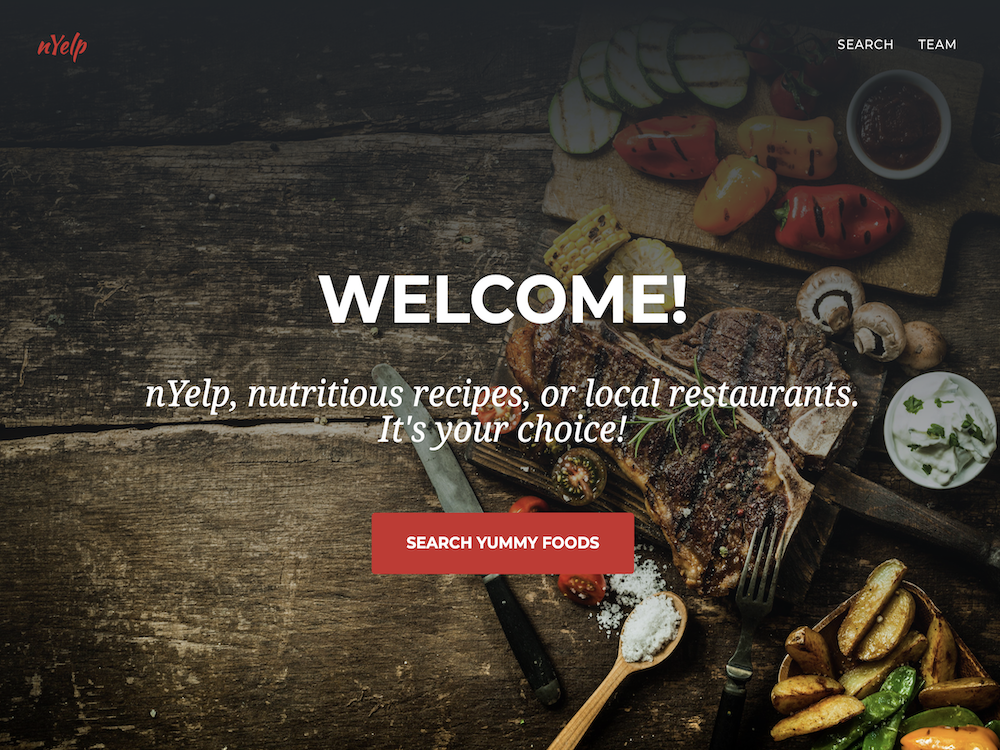 nYelp
SEARCH TEAM
WELCOME!
nYelp, nutritious recipes, or local restaurants.
It's your choice!
SEARCH YUMMY FOODS